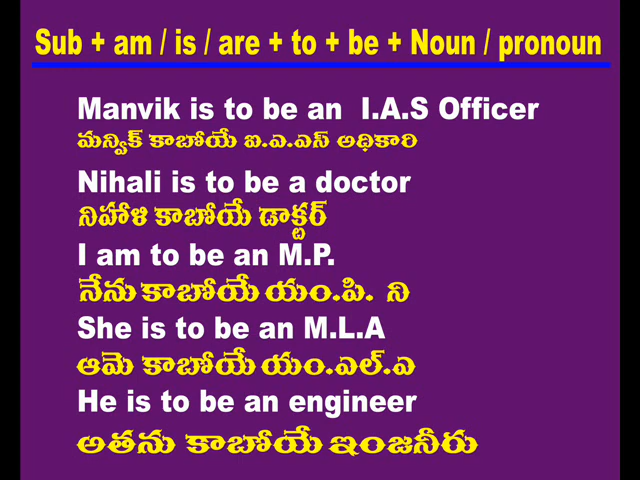 Sub + am / is / are + to + be + Noun / pronoun
Manvik is to be an I.A.S Officer
మన్విక్ కాబోయే ఐ.ఎ.ఎస్ అధికారి
Nihali is to be a doctor
నిహాళి కాబోయే డాక్టర్
I am to be an M.P.
నేను కాబోయే యం.పి. ని
She is to be an M.L.A
ఆమె కాబోయే యం.ఎల్.ఎ
He is to be an engineer
అతను కాబోయే ఇంజనీరు